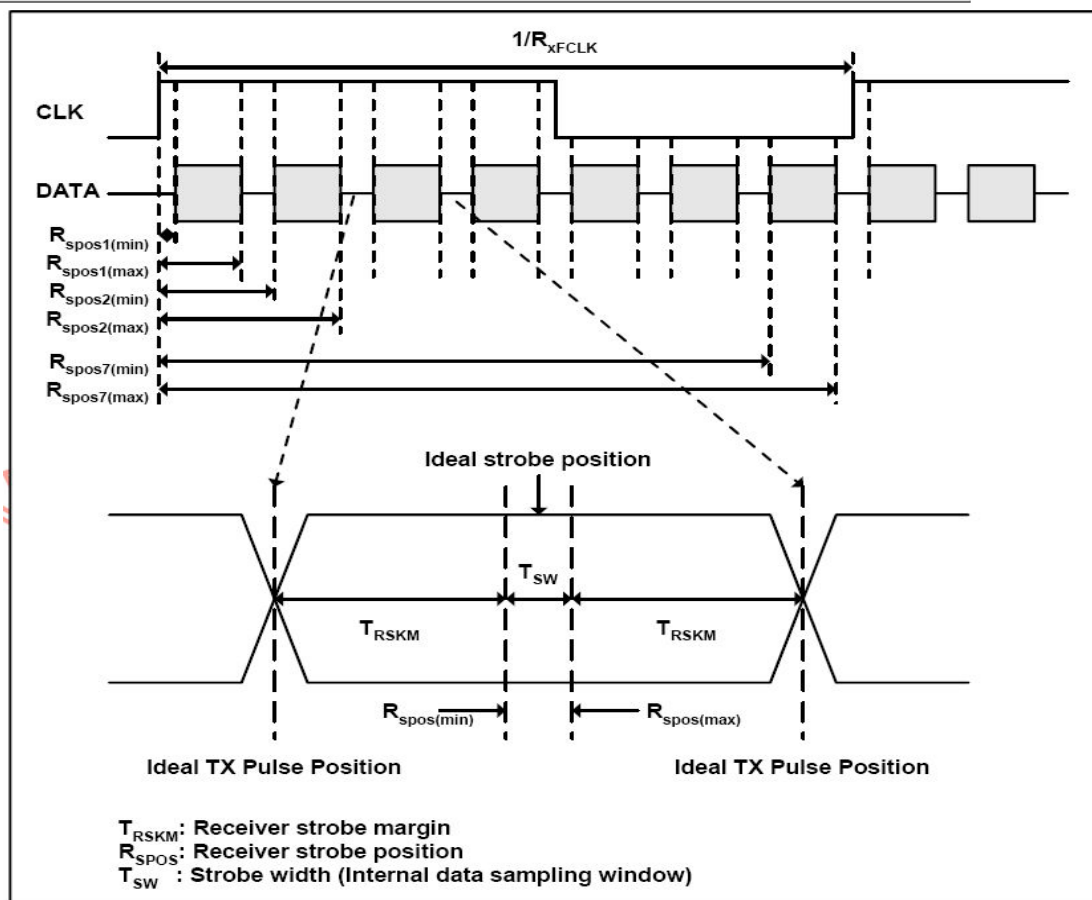 1/RxFCLK
CLK
DATA
Rspos1(min)
Rspos1(max)
Rspos2(min)
Rspos2(max)
Rspos7(min)
Rspos7(max)
Ideal strobe position
TSW
TRSKM TRSKM
Rspos(min) Rspos(max)
Ideal TX Pulse Position Ideal TX Pulse Position
TRSKM: Receiver strobe margin
RSPOS: Receiver strobe position
TSW : Strobe width (Internal data sampling window)